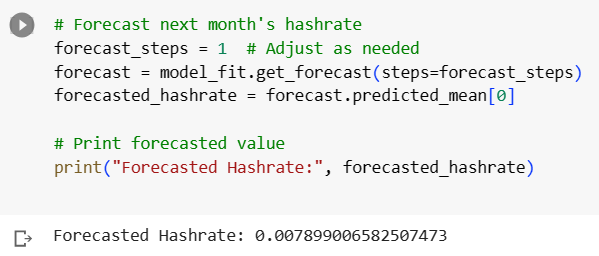 # Forecast next month's hashrate
forecast_steps = 1  # Adjust as needed
forecast = model_fit.get_forecast(steps=forecast_steps)
forecasted_hashrate = forecast.predicted_mean[0]
# Print forecasted value
print("Forecasted Hashrate:", forecasted_hashrate)
Forecasted Hashrate: 0.007899006582507473